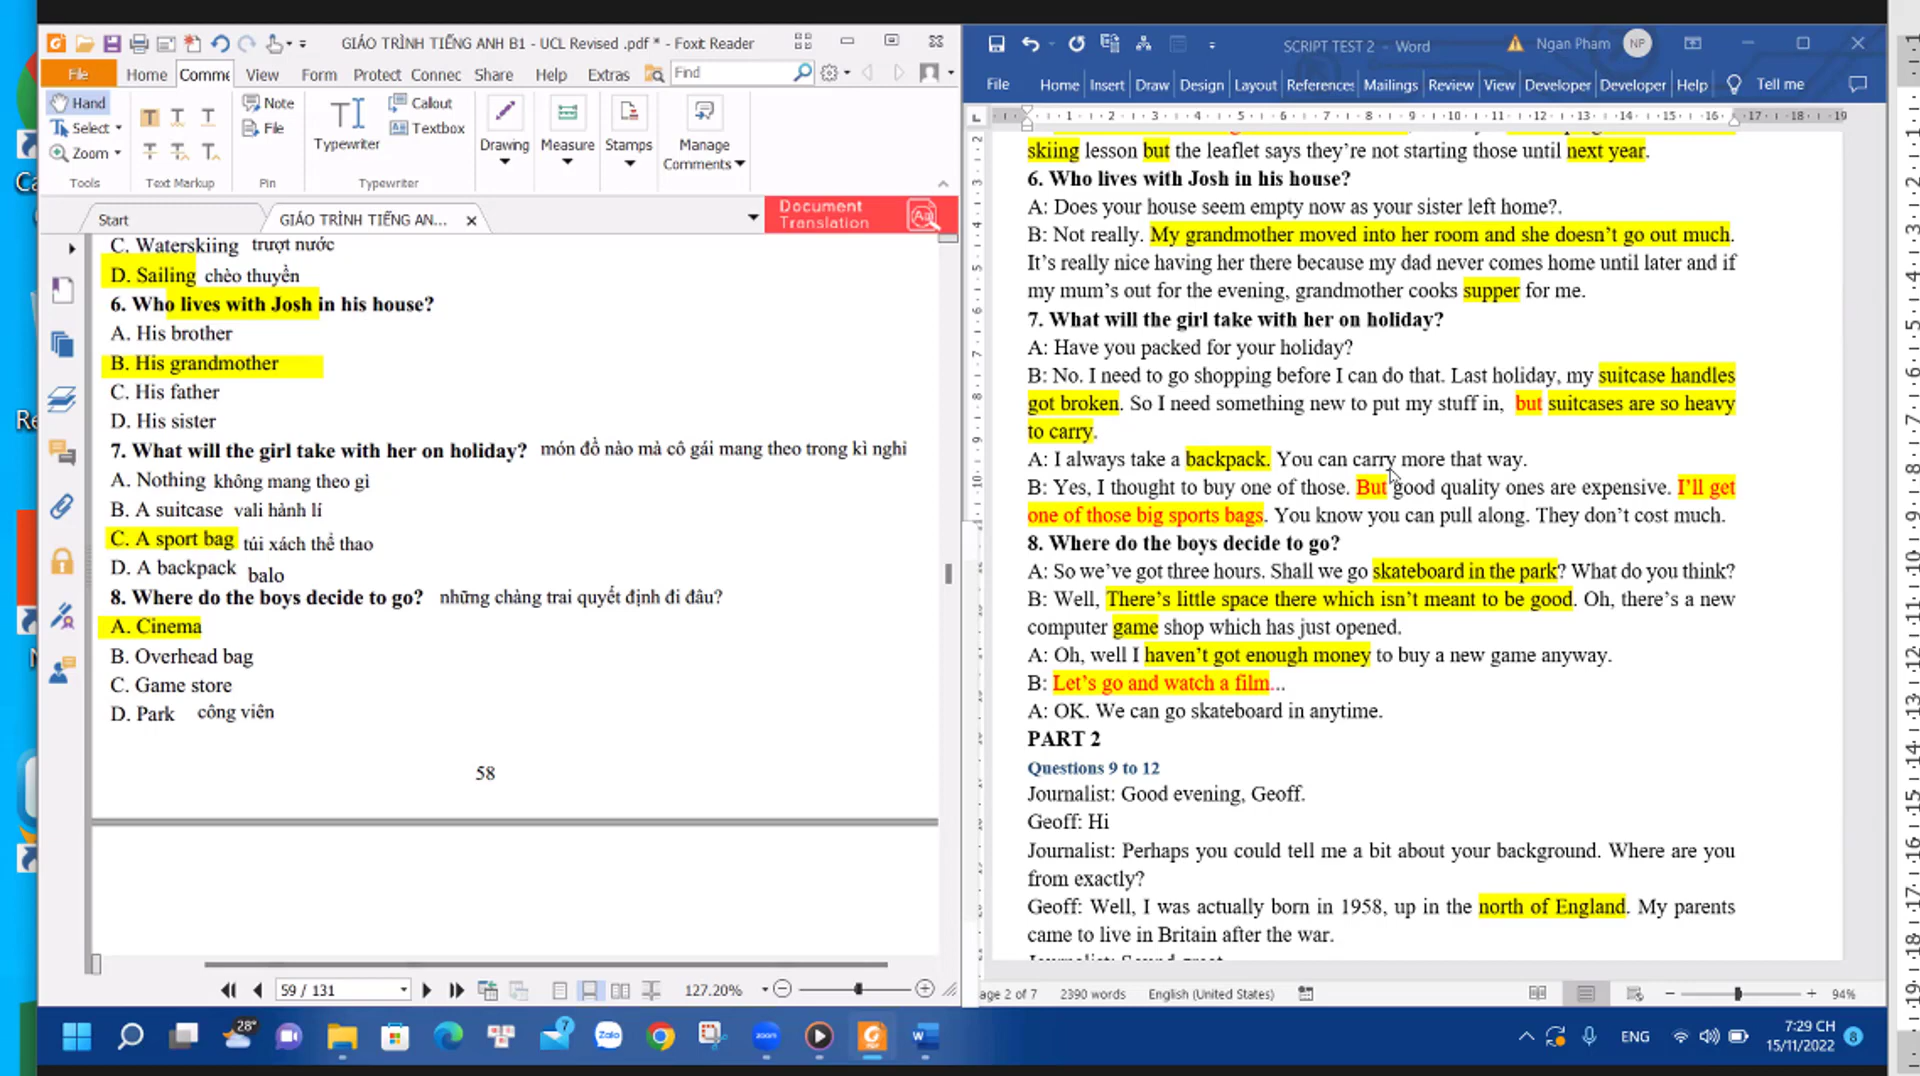 GIÁO TRÌNH TIẾNG ANH B1 - UCL Revised .pdf * - Foxit Reader
File Home Comme View Form Protect Connec Share Help Extras Find
Hand
Select
Zoom
Tools
Text Markup
Note
File
Pin
Typewriter
Callout
Textbox
Typewriter
Drawing
Measure
Stamps
Manage
Comments
Start
GIÁO TRÌNH TIẾNG AN...
Document
Translation
C. Waterskiing trượt nước
D. Sailing chèo thuyền
6. Who lives with Josh in his house?
A. His brother
B. His grandmother
C. His father
D. His sister
7. What will the girl take with her on holiday? món đồ nào mà cô gái mang theo trong kì nghỉ
A. Nothing không mang theo gì
B. A suitcase vali hành lí
C. A sport bag túi xách thể thao
D. A backpack balo
8. Where do the boys decide to go? những chàng trai quyết định đi đâu?
A. Cinema
B. Overhead bag
C. Game store
D. Park công viên
58
59 / 131
127.20%
SCRIPT TEST 2 - Word
Ngan Pham NP
File Home Insert Draw Design Layout References Mailings Review View Developer Developer Help Tell me
skiing lesson but the leaflet says they're not starting those until next year.
6. Who lives with Josh in his house?
A: Does your house seem empty now as your sister left home?.
B: Not really. My grandmother moved into her room and she doesn't go out much.
It's really nice having her there because my dad never comes home until later and if
my mum's out for the evening, grandmother cooks supper for me.
7. What will the girl take with her on holiday?
A: Have you packed for your holiday?
B: No. I need to go shopping before I can do that. Last holiday, my suitcase handles
got broken. So I need something new to put my stuff in, but suitcases are so heavy
to carry.
A: I always take a backpack. You can carry more that way.
B: Yes, I thought to buy one of those. But good quality ones are expensive. I'll get
one of those big sports bags. You know you can pull along. They don't cost much.
8. Where do the boys decide to go?
A: So we've got three hours. Shall we go skateboard in the park? What do you think?
B: Well, There's little space there which isn't meant to be good. Oh, there's a new
computer game shop which has just opened.
A: Oh, well I haven't got enough money to buy a new game anyway.
B: Let's go and watch a film...
A: OK. We can go skateboard in anytime.
PART 2
Questions 9 to 12
Journalist: Good evening, Geoff.
Geoff: Hi
Journalist: Perhaps you could tell me a bit about your background. Where are you
from exactly?
Geoff: Well, I was actually born in 1958, up in the north of England. My parents
came to live in Britain after the war.
age 2 of 7 2390 words English (United States)
94%
28°
7
Zalo
zoom
ENG
7:29 CH
15/11/2022
8